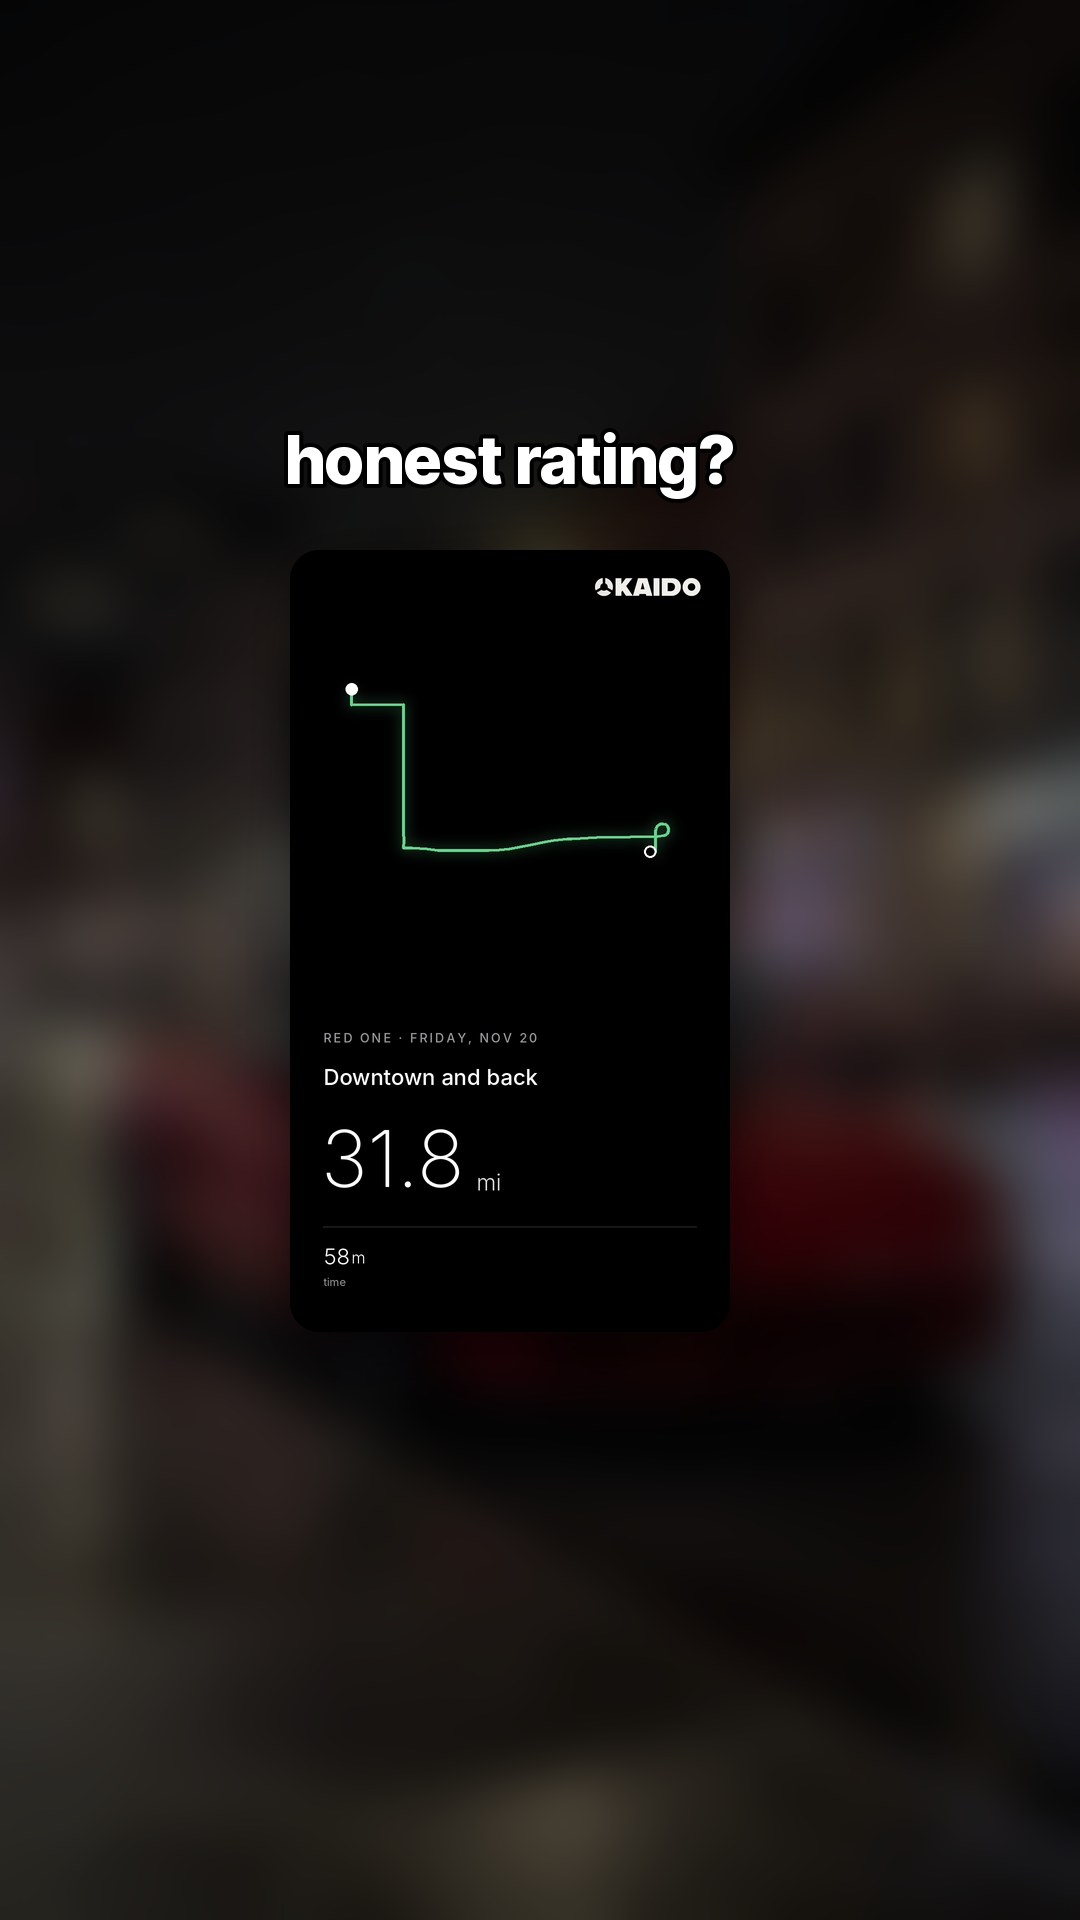 honest rating?
KAIDO
RED ONE · FRIDAY, NOV 20
Downtown and back
31.8 mi
58m
time